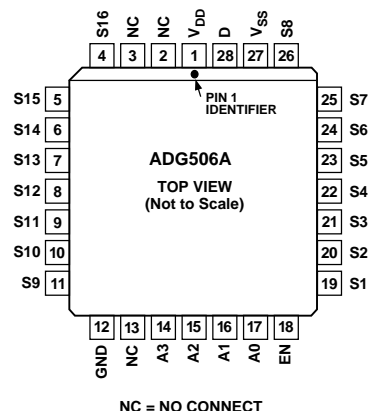 S16 NC NC VDD D VSS S8
4 3 2 1 28 27 26
PIN 1
IDENTIFIER
S15 5
S14 6
S13 7
S12 8
S11 9
S10 10
S9 11
ADG506A
TOP VIEW
(Not to Scale)
25 S7
24 S6
23 S5
22 S4
21 S3
20 S2
19 S1
12 13 14 15 16 17 18
GND NC A3 A2 A1 A0 EN
NC = NO CONNECT